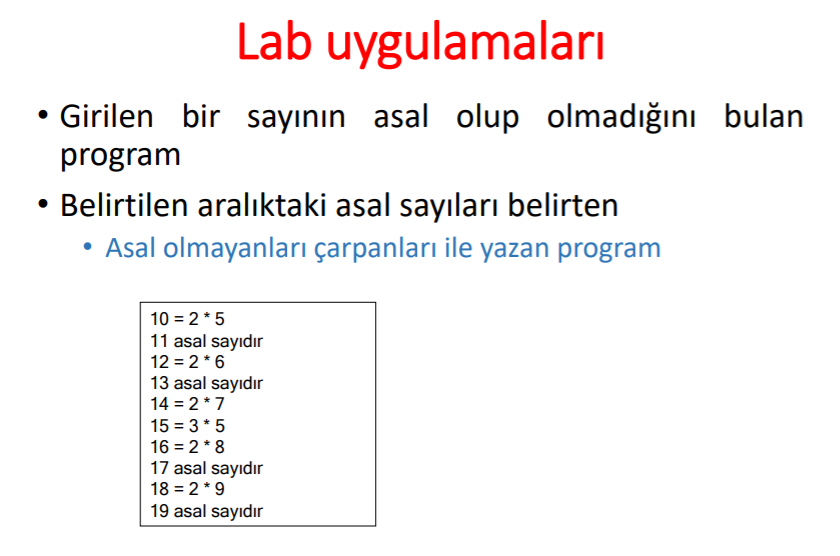 Lab uygulamaları
• Girilen bir sayının asal olup olmadığını bulan
program
• Belirtilen aralıktaki asal sayıları belirten
• Asal olmayanları çarpanları ile yazan program
10 = 2 * 5
11 asal sayıdır
12 = 2 * 6
13 asal sayıdır
14 = 2 * 7
15 = 3 * 5
16 = 2 * 8
17 asal sayıdır
18 = 2 * 9
19 asal sayıdır